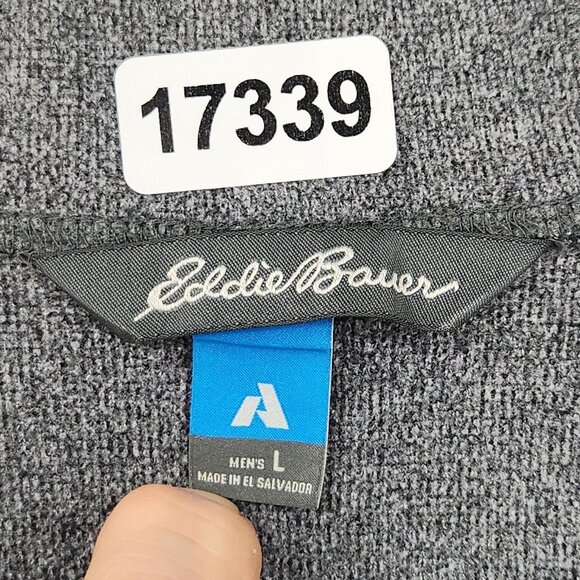 17339
Eddie Bauer
MEN'S L
MADE IN EL SALVADOR